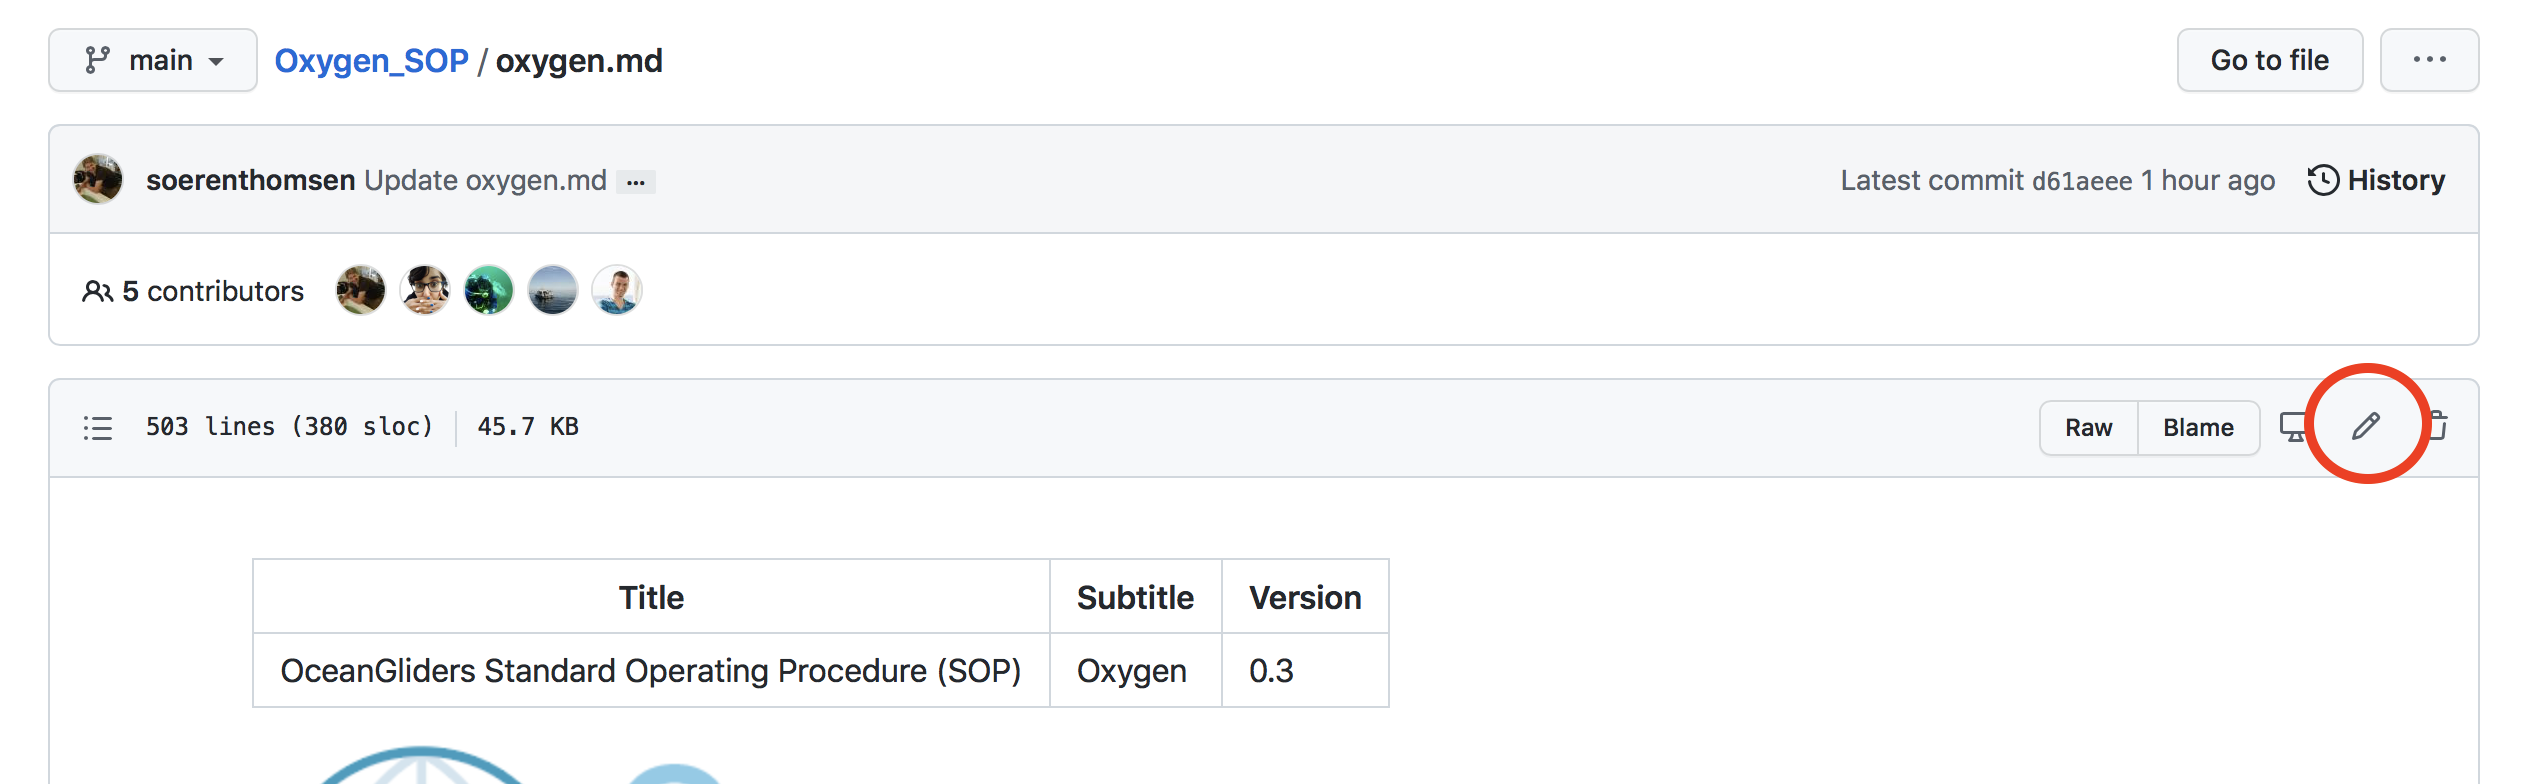 main Oxygen_SOP / oxygen.md Go to file ...
soerenthomsen Update oxygen.md ... Latest commit d61aeee 1 hour ago History
5 contributors
503 lines (380 sloc) 45.7 KB Raw Blame
Title Subtitle Version
OceanGliders Standard Operating Procedure (SOP) Oxygen 0.3